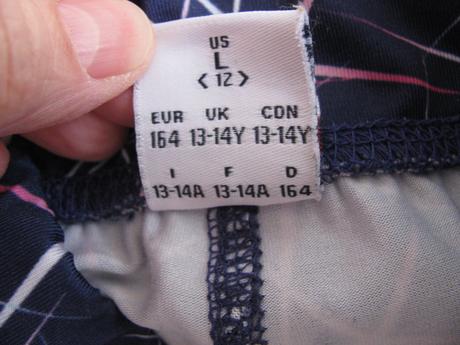 US
L
<12>
EUR UK CDN
164 13-14Y 13-14Y
I F D
13-14A 13-14A 164